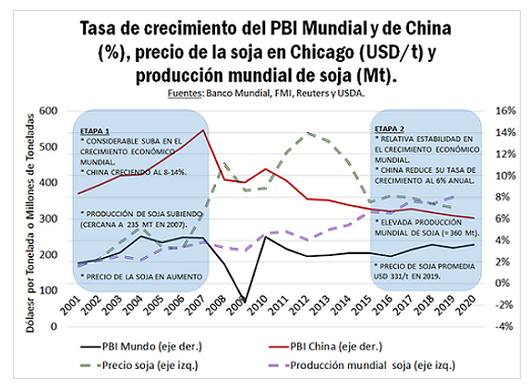 Tasa de crecimiento del PBI Mundial y de China
(%), precio de la soja en Chicago (USD/t) y
producción mundial de soja (Mt).
Fuentes: Banco Mundial, FMI, Reuters y USDA.
Dólaesr por Tonelada o Millones de Toneladas
600
500
400
300
200
100
0
16%
14%
12%
10%
8%
6%
4%
2%
0%
-2%
-4%
ETAPA 1
* CONSIDERABLE SUBA EN EL
CRECIMIENTO ECONÓMICO
MUNDIAL.
* CHINA CRECIENDO AL 8-14%.
* PRODUCCIÓN DE SOJA SUBIENDO
(CERCANA A 235 MT EN 2007).
* PRECIO DE LA SOJA EN AUMENTO
ETAPA 2
* RELATIVA ESTABILIDAD EN
EL CRECIMIENTO ECONÓMICO
MUNDIAL.
* CHINA REDUCE SU TASA DE
CRECIMIENTO AL 6% ANUAL.
* ELEVADA PRODUCCIÓN
MUNDIAL DE SOJA (≈ 360 Mt).
* PRECIO DE SOJA PROMEDIA
USD 331/t EN 2019.
2001 2002 2003 2004 2005 2006 2007 2008 2009 2010 2011 2012 2013 2014 2015 2016 2017 2018 2019 2020
PBI Mundo (eje der.) PBI China (eje der.)
Precio soja (eje izq.) Producción mundial soja (eje izq.)